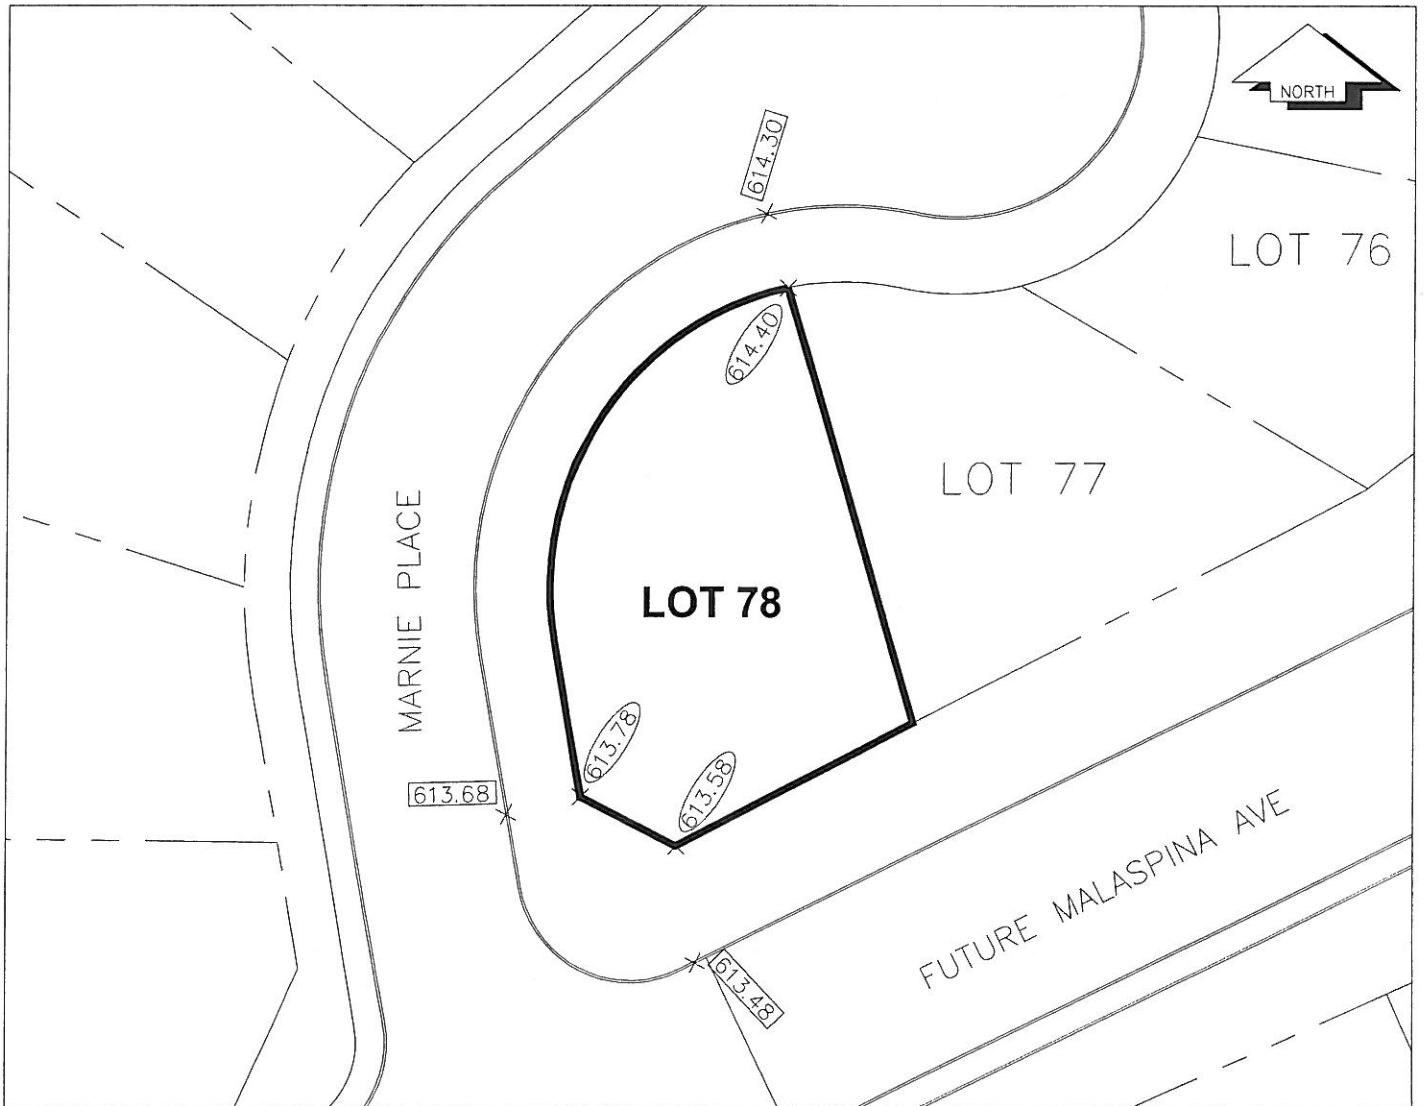 NORTH
614.30
LOT 76
614.40
LOT 77
MARNIE PLACE
LOT 78
613.78
613.58
613.68
FUTURE MALASPINA AVE
613.48